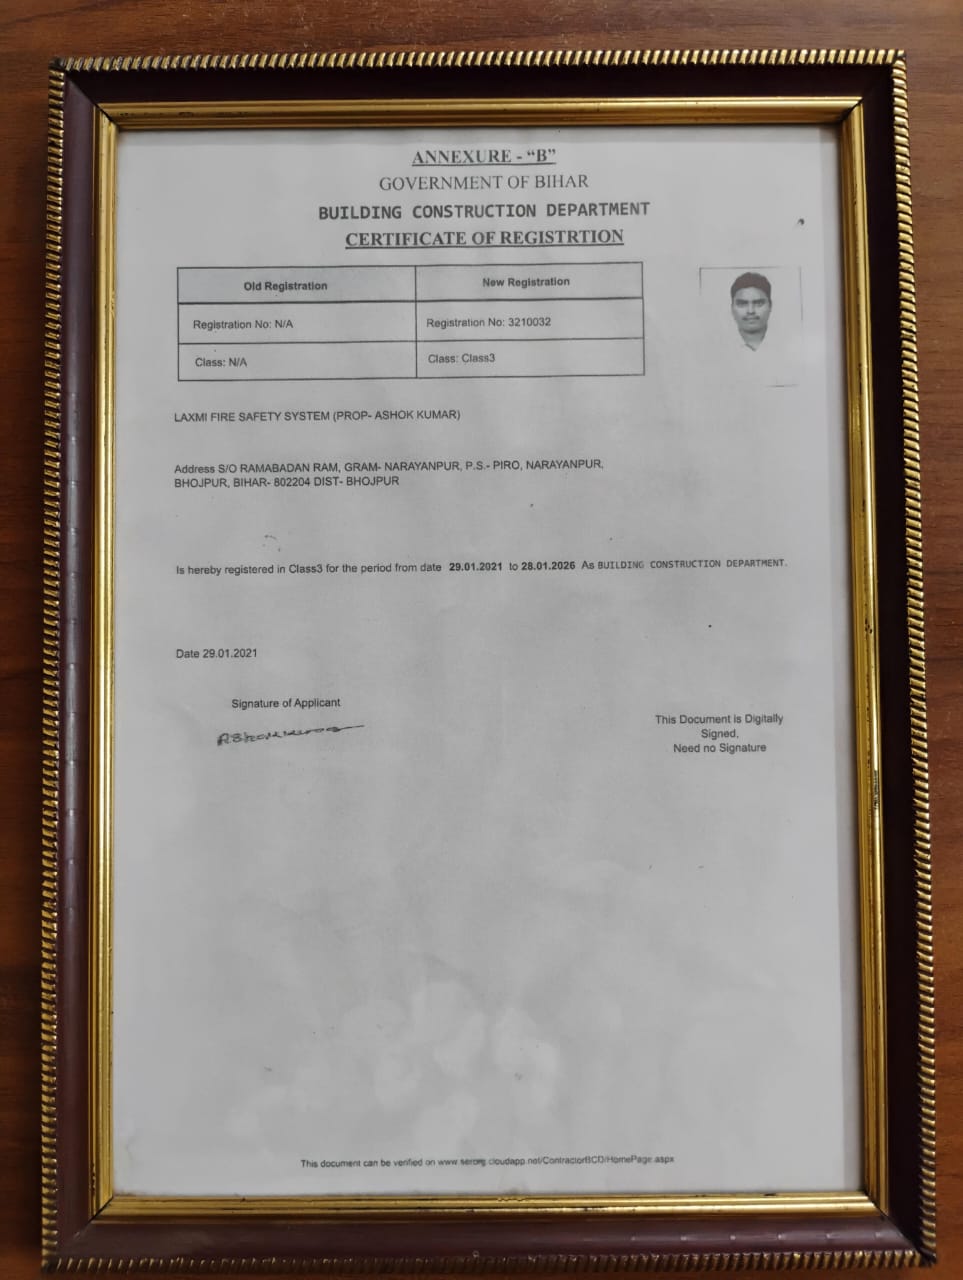 ANNEXURE - “B”
GOVERNMENT OF BIHAR
BUILDING CONSTRUCTION DEPARTMENT
CERTIFICATE OF REGISTRTION
Old Registration
New Registration
Registration No: N/A
Registration No: 3210032
Class: N/A
Class: Class3
LAXMI FIRE SAFETY SYSTEM (PROP- ASHOK KUMAR)
Address S/O RAMABADAN RAM, GRAM- NARAYANPUR, P.S.- PIRO, NARAYANPUR,
BHOJPUR, BIHAR- 802204 DIST- BHOJPUR
Is hereby registered in Class3 for the period from date 29.01.2021 to 28.01.2026 As BUILDING CONSTRUCTION DEPARTMENT.
Date 29.01.2021
Signature of Applicant
This Document is Digitally
Signed,
Need no Signature
This document can be verified on